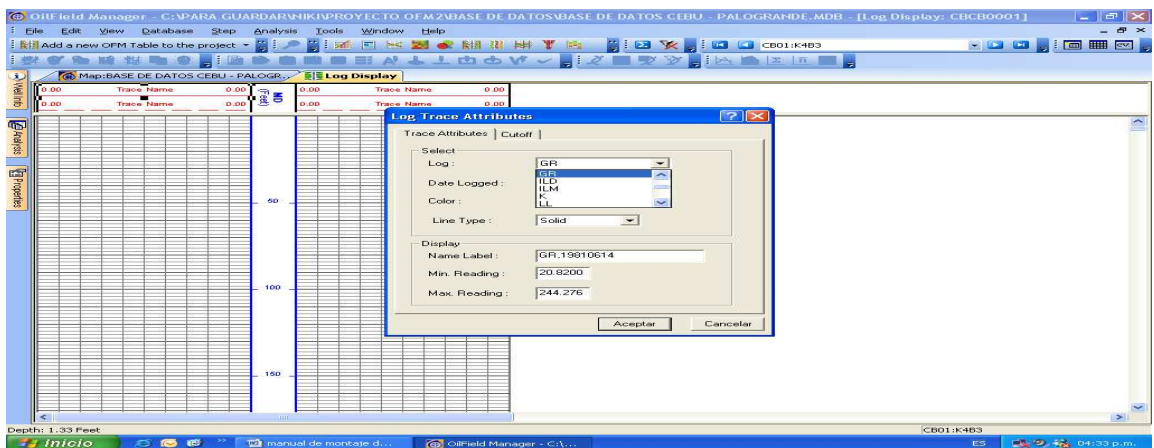 OilField Manager - C:\PARA GUARDAR\NIKI\PROYECTO OFM2\BASE DE DATOS\BASE DE DATOS CEBU - PALOGRANDE.MDB - [Log Display: CBCB0001]
File Edit View Database Step Analysis Tools Window Help
Add a new OFM Table to the project
CB01:K4B3
Map:BASE DE DATOS CEBU - PALOGR... Log Display
Well Info
Analysis
Properties
0.00 Trace Name 0.00
0.00 Trace Name 0.00
MD
(Feet)
0.00 Trace Name 0.00
0.00 Trace Name 0.00
50
100
150
Log Trace Attributes
Trace Attributes Cutoff
Select
Log : GR
GR
ILD
ILM
K
LL
Date Logged :
Color :
Line Type : Solid
Display
Name Label : GR,19810614
Min. Reading : 20.8200
Max. Reading : 244.276
Aceptar Cancelar
Depth: 1.33 Feet CB01:K4B3
Inicio manual de montaje d... OilField Manager - C:\... ES 04:33 p.m.